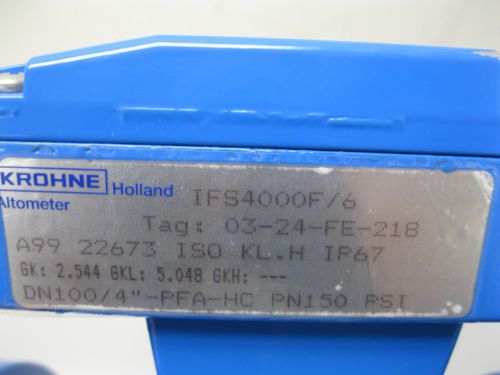 KROHNE Holland IFS4000F/6
Altometer Tag: 03-24-FE-218
A99 22673 ISO KL.H IP67
GK: 2.544 GKL: 5.048 GKH: ---
DN100/4"-PFA-HC PN150 PSI